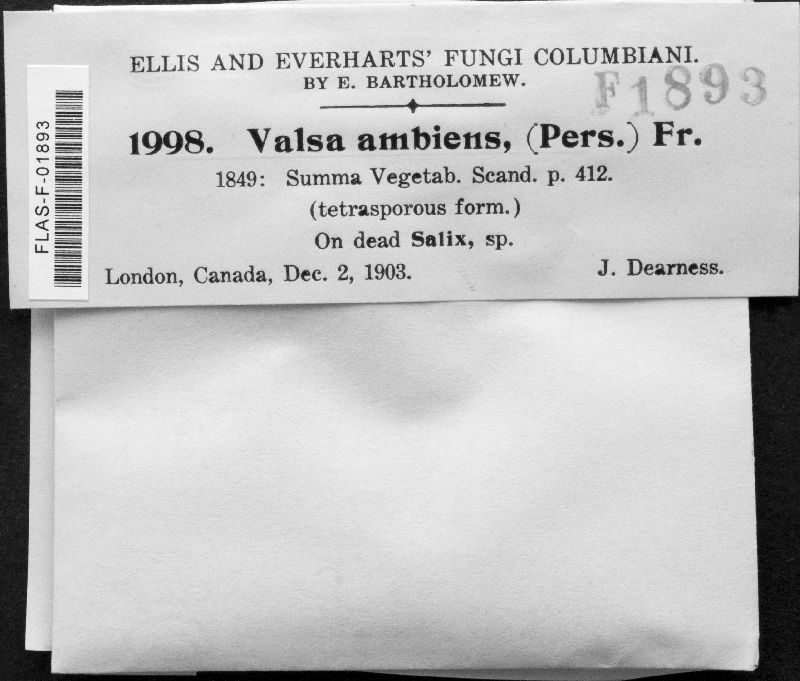 ELLIS AND EVERHARTS' FUNGI COLUMBIANI.
BY E. BARTHOLOMEW.
F1893
1998. Valsa ambiens, (Pers.) Fr.
1849: Summa Vegetab. Scand. p. 412.
(tetrasporous form.)
On dead Salix, sp.
London, Canada, Dec. 2, 1903. J. Dearness.
FLAS-F-01893